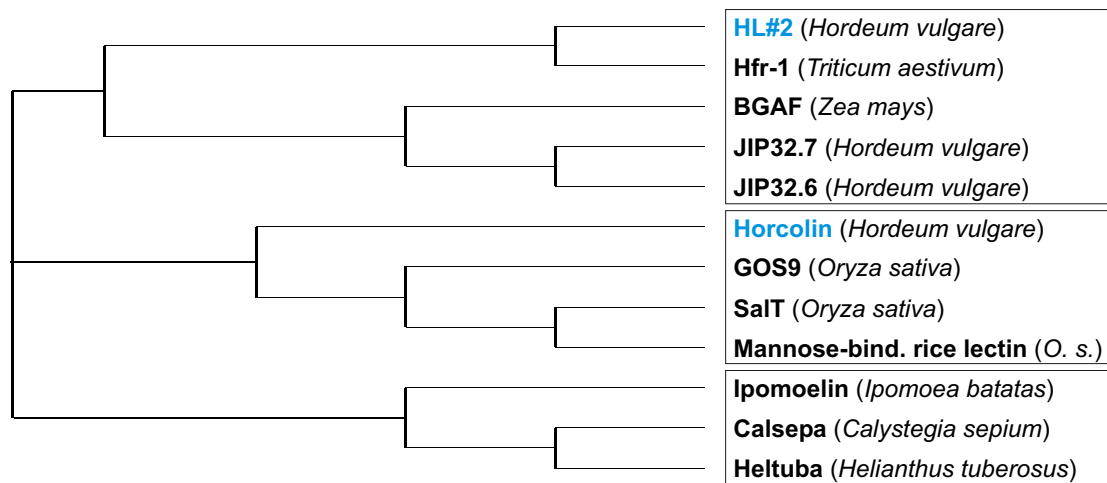 HL#2 (Hordeum vulgare)
Hfr-1 (Triticum aestivum)
BGAF (Zea mays)
JIP32.7 (Hordeum vulgare)
JIP32.6 (Hordeum vulgare)
Horcolin (Hordeum vulgare)
GOS9 (Oryza sativa)
SalT (Oryza sativa)
Mannose-bind. rice lectin (O. s.)
Ipomoelin (Ipomoea batatas)
Calsepa (Calystegia sepium)
Heltuba (Helianthus tuberosus)